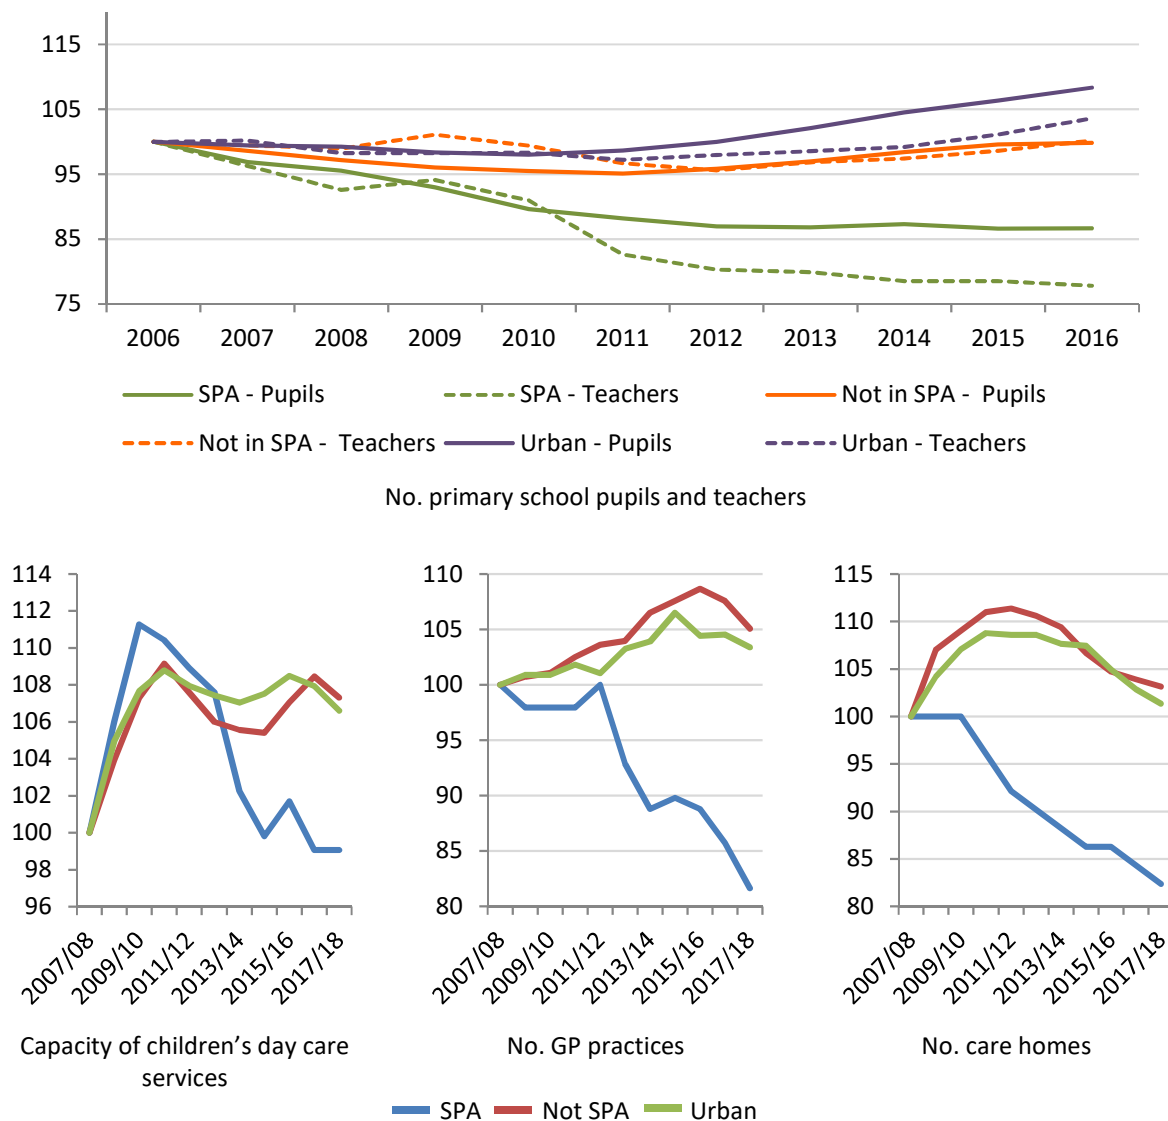 115
105
95
85
75
2006 2007 2008 2009 2010 2011 2012 2013 2014 2015 2016
SPA - Pupils SPA - Teachers Not in SPA - Pupils
Not in SPA - Teachers Urban - Pupils Urban - Teachers
No. primary school pupils and teachers
114
112
110
108
106
104
102
100
98
96
2007/08 2009/10 2011/12 2013/14 2015/16 2017/18
Capacity of children’s day care
services
110
105
100
95
90
85
80
2007/08 2009/10 2011/12 2013/14 2015/16 2017/18
No. GP practices
115
110
105
100
95
90
85
80
2007/08 2009/10 2011/12 2013/14 2015/16 2017/18
No. care homes
SPA Not SPA Urban